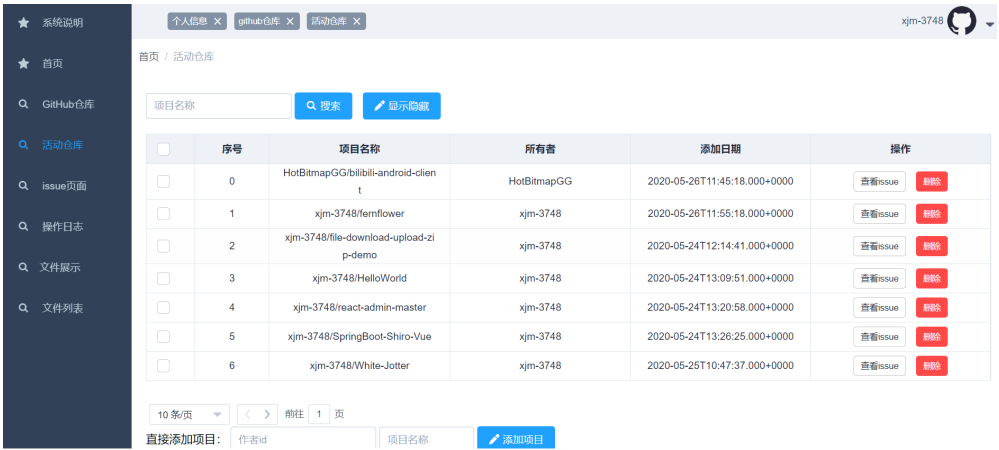 系统说明
首页
GitHub仓库
活动仓库
issue页面
操作日志
文件展示
文件列表
个人信息 X github仓库 X 活动仓库 X
xjm-3748
首页 / 活动仓库
项目名称 搜索 显示隐藏
序号 项目名称 所有者 添加日期 操作
0 HotBitmapGG/bilibili-android-clien
t HotBitmapGG 2020-05-26T11:45:18.000+0000 查看issue 删除
1 xjm-3748/fernflower xjm-3748 2020-05-26T11:55:18.000+0000 查看issue 删除
2 xjm-3748/file-download-upload-zi
p-demo xjm-3748 2020-05-24T12:14:41.000+0000 查看issue 删除
3 xjm-3748/HelloWorld xjm-3748 2020-05-24T13:09:51.000+0000 查看issue 删除
4 xjm-3748/react-admin-master xjm-3748 2020-05-24T13:20:58.000+0000 查看issue 删除
5 xjm-3748/SpringBoot-Shiro-Vue xjm-3748 2020-05-24T13:26:25.000+0000 查看issue 删除
6 xjm-3748/White-Jotter xjm-3748 2020-05-25T10:47:37.000+0000 查看issue 删除
10 条/页 < > 前往 1 页
直接添加项目: 作者id 项目名称 添加项目